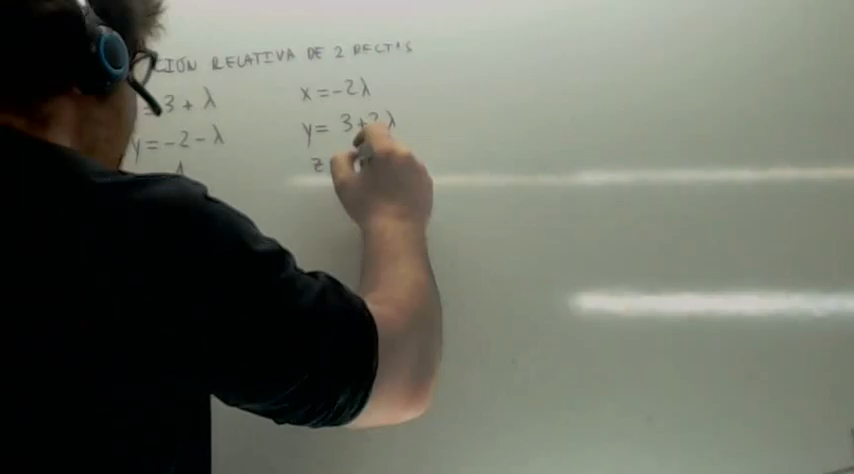 CIÓN RELATIVA DE 2 RECTAS
= 3 + λ
y = -2 - λ
x = -2λ
y = 3 + 2λ
z